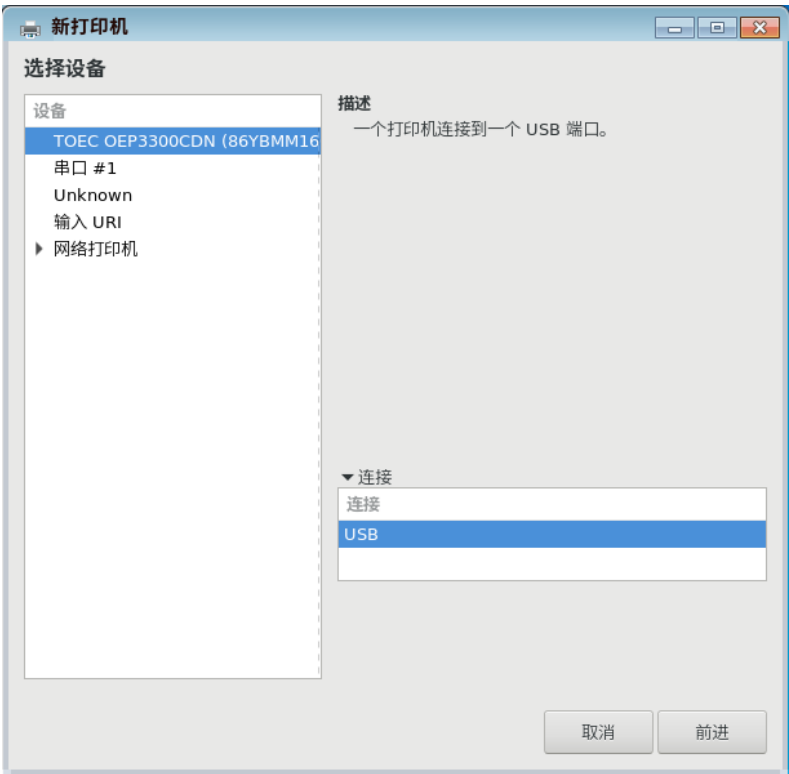 新打印机
选择设备
设备
TOEC OEP3300CDN (86YBMM16
串口 #1
Unknown
输入 URI
网络打印机
描述
一个打印机连接到一个 USB 端口。
连接
连接
USB
取消
前进